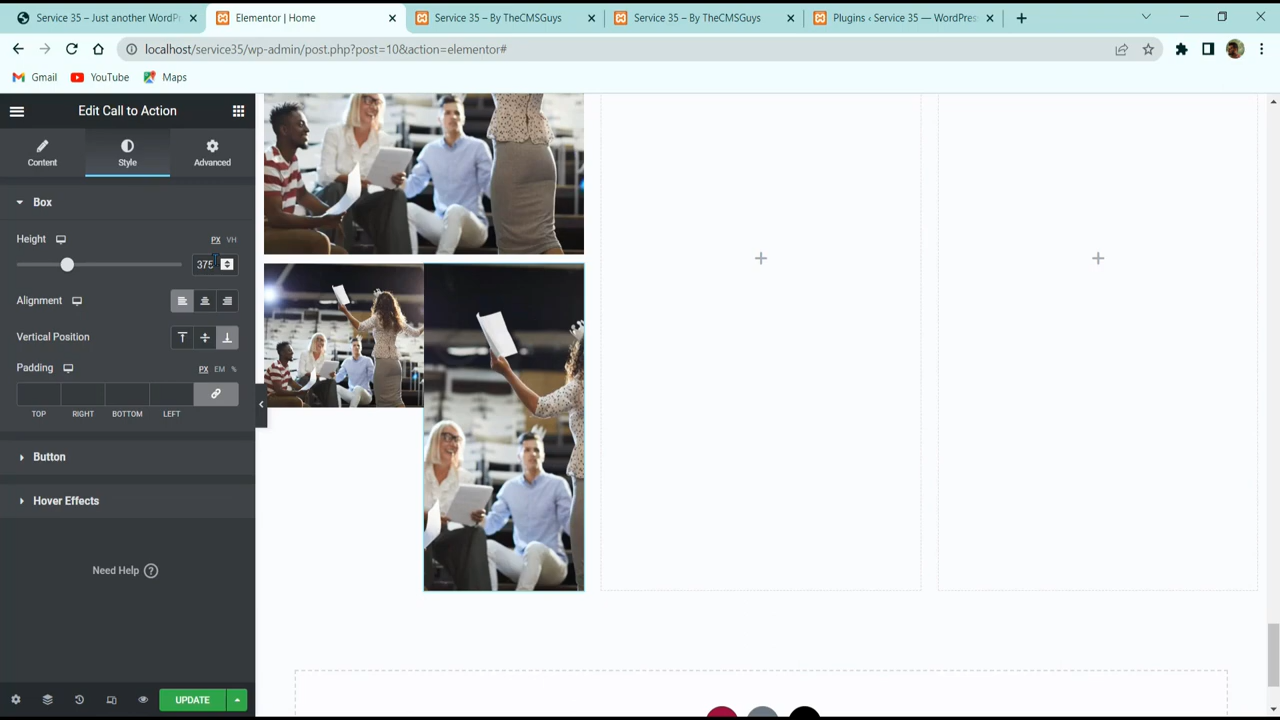 Service 35 – Just another WordPr
Elementor | Home
Service 35 – By TheCMSGuys
Service 35 – By TheCMSGuys
Plugins ‹ Service 35 — WordPres
localhost/service35/wp-admin/post.php?post=10&action=elementor#
Gmail
YouTube
Maps
Edit Call to Action
Content
Style
Advanced
Box
Height
PX VH
375
Alignment
Vertical Position
Padding
PX EM %
TOP RIGHT BOTTOM LEFT
Button
Hover Effects
Need Help ?
UPDATE